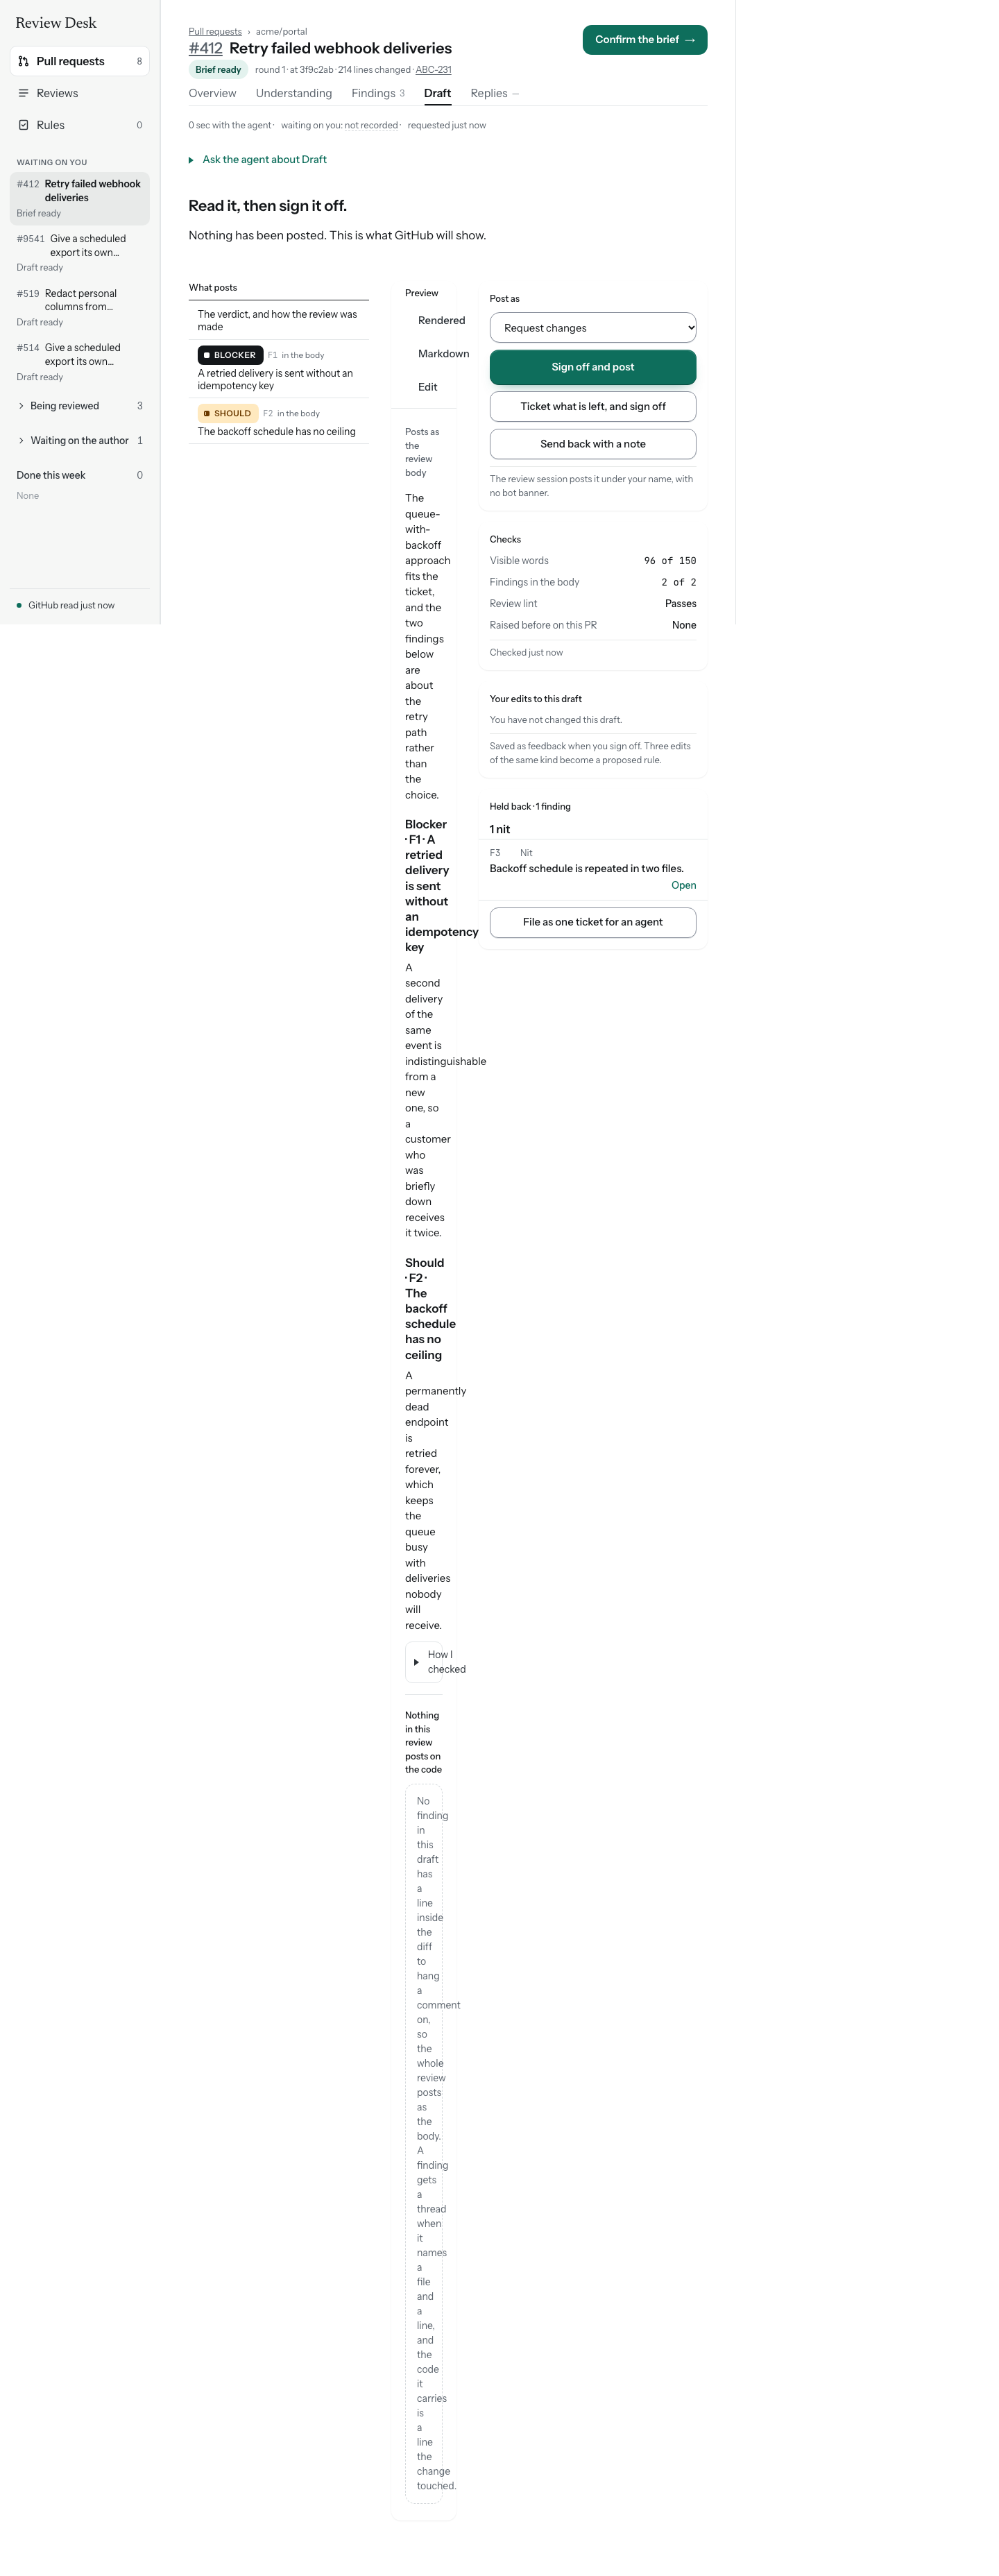 Review Desk
Pull requests 8
Reviews
Rules 0
WAITING ON YOU
#412 Retry failed webhook
deliveries
Brief ready
#9541 Give a scheduled
export its own…
Draft ready
#519 Redact personal
columns from…
Draft ready
#514 Give a scheduled
export its own…
Draft ready
Being reviewed 3
Waiting on the author 1
Done this week 0
None
GitHub read just now
Pull requests › acme/portal
#412 Retry failed webhook deliveries
Confirm the brief →
Brief ready round 1 · at 3f9c2ab · 214 lines changed · ABC-231
Overview Understanding Findings 3 Draft Replies —
0 sec with the agent · waiting on you: not recorded · requested just now
Ask the agent about Draft
Read it, then sign it off.
Nothing has been posted. This is what GitHub will show.
What posts
The verdict, and how the review was
made
BLOCKER F1 in the body
A retried delivery is sent without an
idempotency key
SHOULD F2 in the body
The backoff schedule has no ceiling
Preview
Rendered
Markdown
Edit
Posts as
the
review
body
The
queue-
with-
backoff
approach
fits the
ticket,
and the
two
findings
below
are
about
the
retry
path
rather
than
the
choice.
Blocker
· F1 · A
retried
delivery
is sent
without
an
idempotency
key
A
second
delivery
of the
same
event is
indistinguishable
from a
new
one, so
a
customer
who
was
briefly
down
receives
it twice.
Should
· F2 ·
The
backoff
schedule
has no
ceiling
A
permanently
dead
endpoint
is
retried
forever,
which
keeps
the
queue
busy
with
deliveries
nobody
will
receive.
How I
checked
Nothing
in this
review
posts on
the code
No
finding
in
this
draft
has
a
line
inside
the
diff
to
hang
a
comment
on,
so
the
whole
review
posts
as
the
body.
A
finding
gets
a
thread
when
it
names
a
file
and
a
line,
and
the
code
it
carries
is
a
line
the
change
touched.
Post as
Request changes
Sign off and post
Ticket what is left, and sign off
Send back with a note
The review session posts it under your name, with
no bot banner.
Checks
Visible words 96 of 150
Findings in the body 2 of 2
Review lint Passes
Raised before on this PR None
Checked just now
Your edits to this draft
You have not changed this draft.
Saved as feedback when you sign off. Three edits
of the same kind become a proposed rule.
Held back · 1 finding
1 nit
F3 Nit
Backoff schedule is repeated in two files.
Open
File as one ticket for an agent